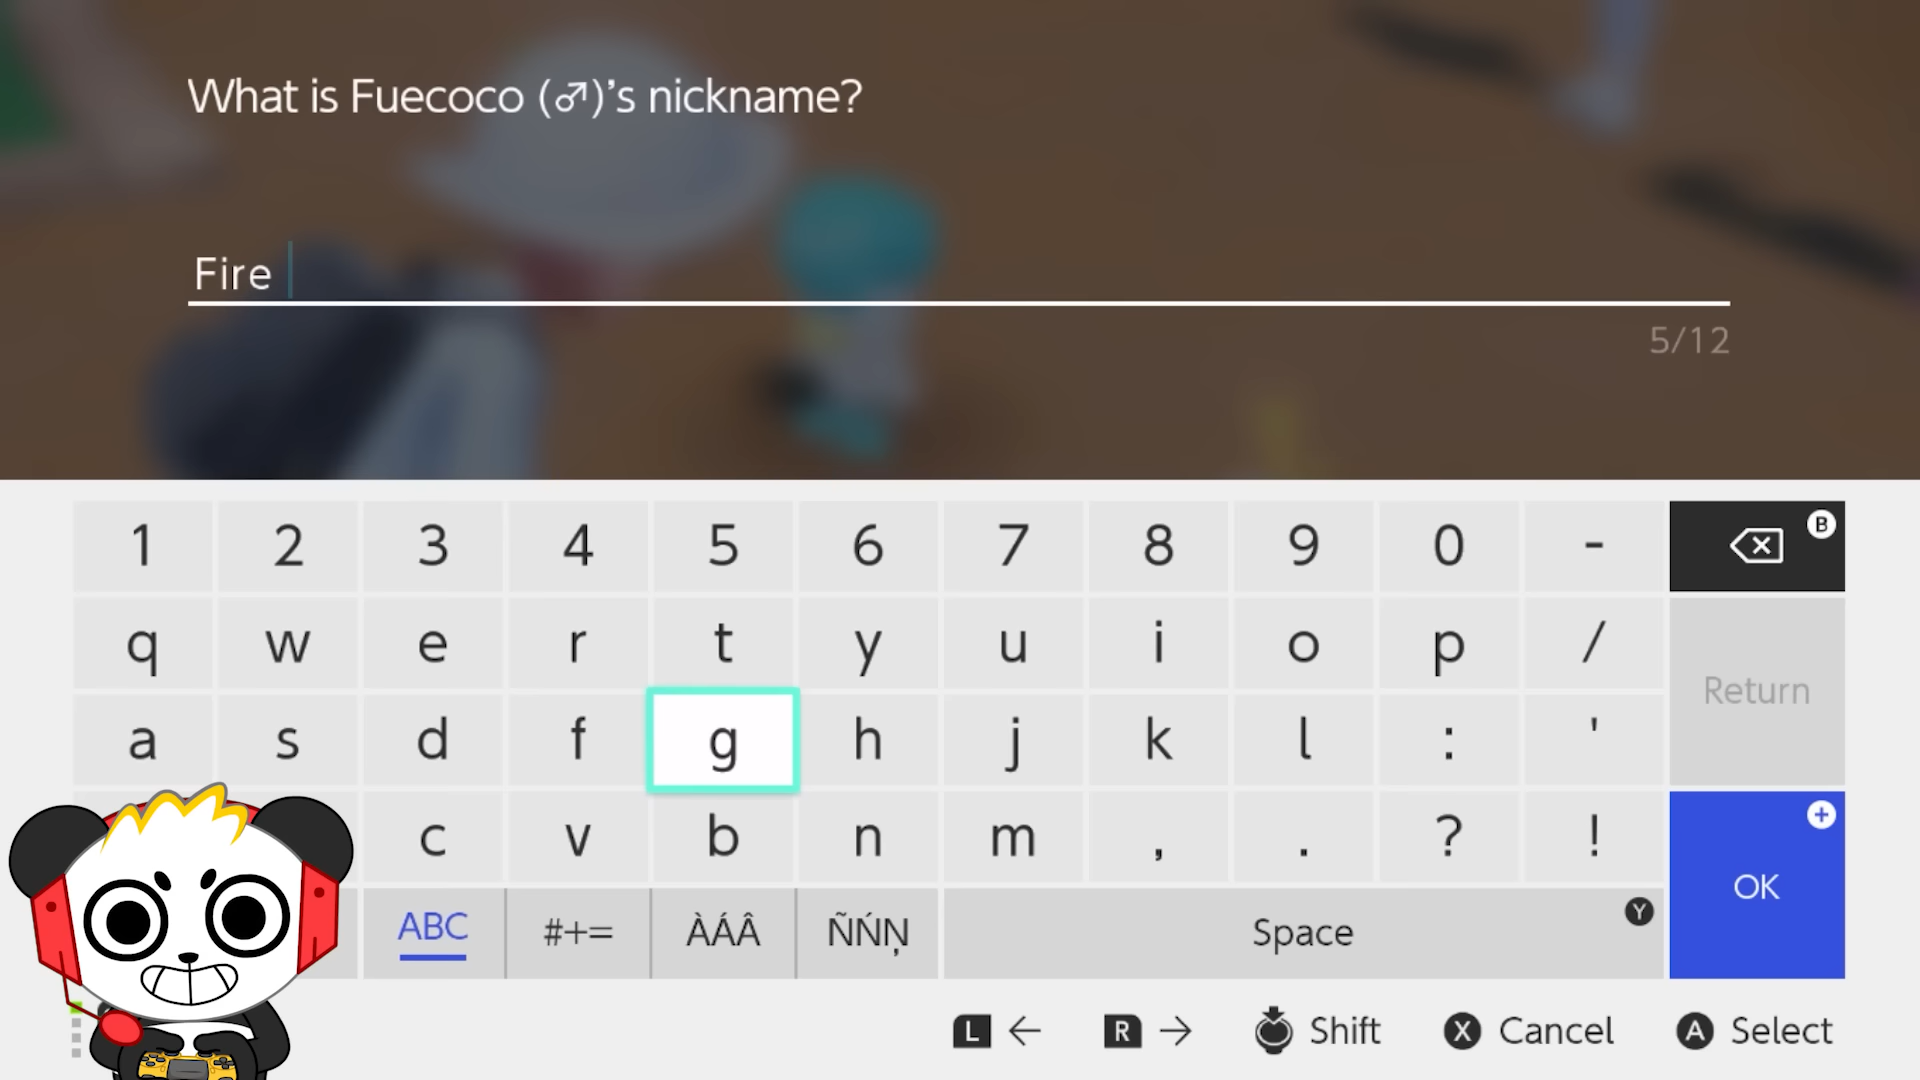 What is Fuecoco (♂)'s nickname?
Fire
5/12
1 2 3 4 5 6 7 8 9 0 - B
q w e r t y u i o p /
Return
a s d f g h j k l : '
c v b n m , . ? ! +
OK
ABC #+= ÀÁÂ ÑŃŅ Space Y
L ← R → Shift X Cancel A Select